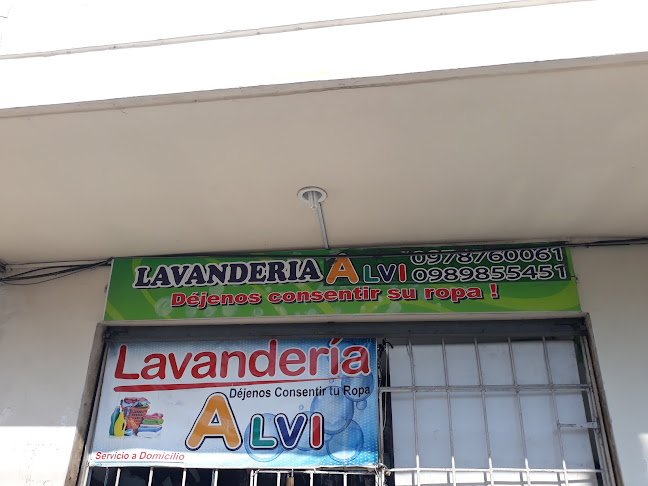 LAVANDERIA ALVI 0978760061
0989855451
Déjenos consentir su ropa !
Lavandería
Déjenos Consentir tu Ropa
ALVI
Servicio a Domicilio